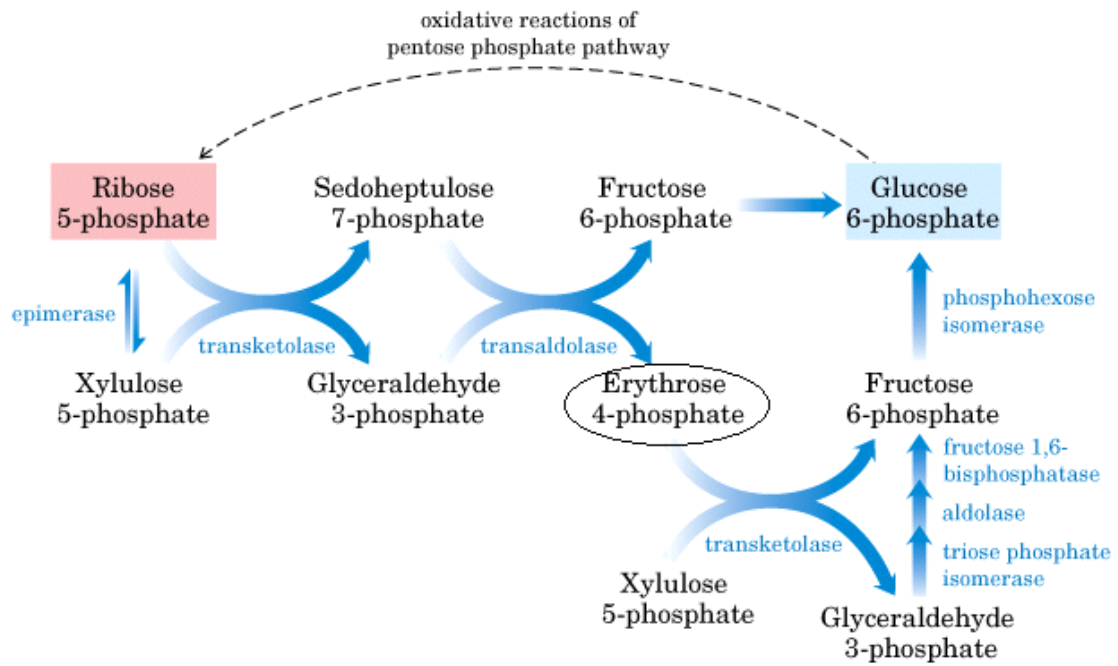 oxidative reactions of
pentose phosphate pathway
Ribose
5-phosphate
Sedoheptulose
7-phosphate
Fructose
6-phosphate
Glucose
6-phosphate
epimerase
transketolase
transaldolase
phosphohexose
isomerase
Xylulose
5-phosphate
Glyceraldehyde
3-phosphate
Erythrose
4-phosphate
Fructose
6-phosphate
fructose 1,6-
bisphosphatase
aldolase
transketolase
triose phosphate
isomerase
Xylulose
5-phosphate
Glyceraldehyde
3-phosphate